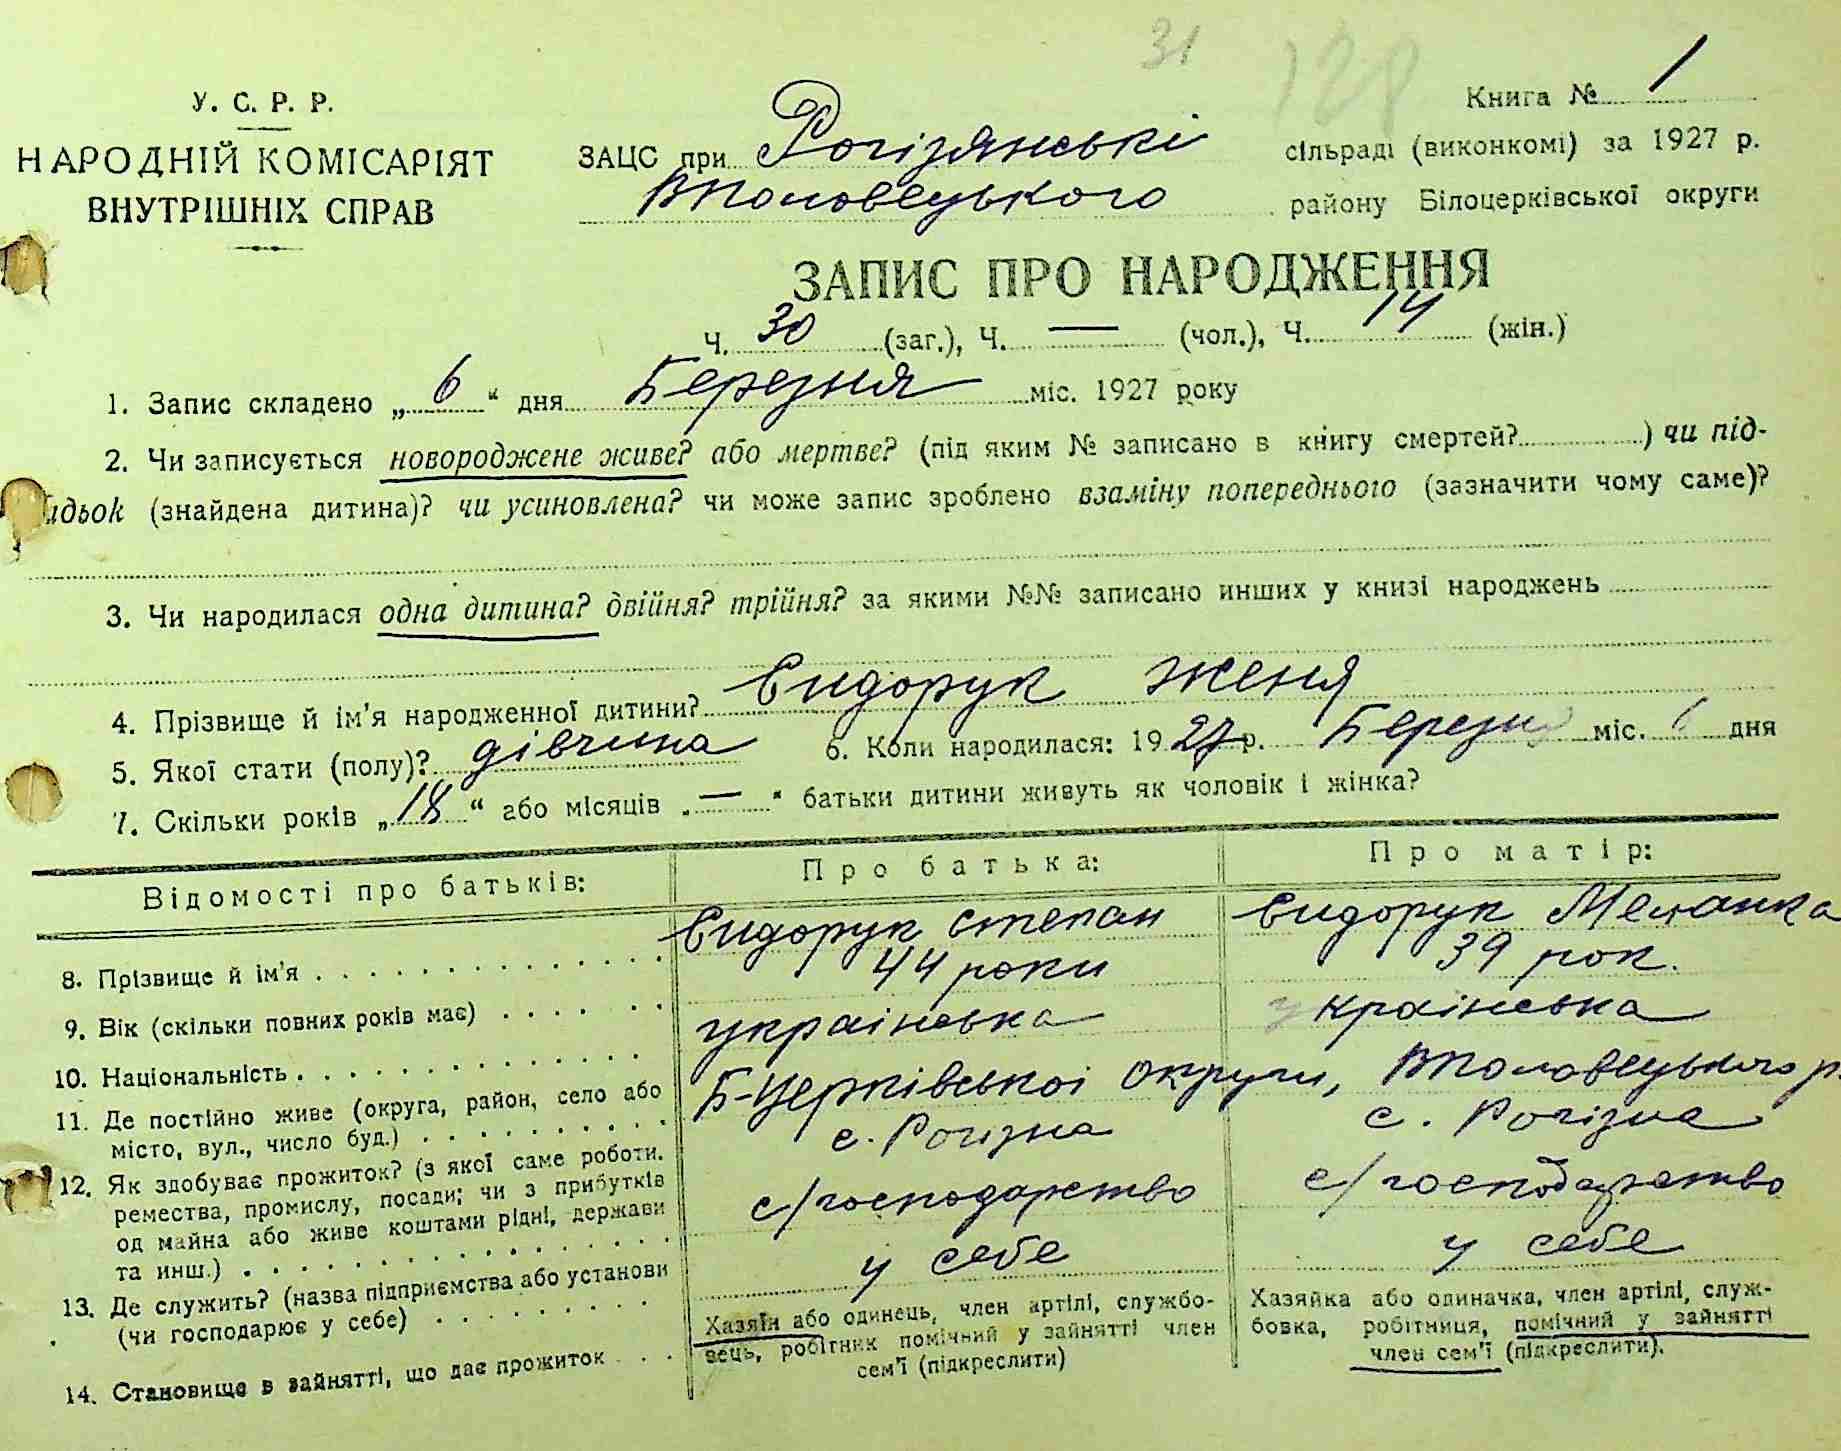 31
128
У. С. Р. Р.
НАРОДНІЙ КОМІСАРІЯТ
ВНУТРІШНІХ СПРАВ
Книга № 1
ЗАЦС при Рогізянські сільраді (виконкомі) за 1927 р.
ВПоловецького району Білоцерківської округи
ЗАПИС ПРО НАРОДЖЕННЯ
Ч. 30 (заг.), Ч. — (чол.), Ч. 14 (жін.)
1. Запис складено „ 6 “ дня Березня міс. 1927 року
2. Чи записується новороджене живе? або мертве? (під яким № записано в книгу смертей? ) чи під-
идьок (знайдена дитина)? чи усиновлена? чи може запис зроблено взаміну попереднього (зазначити чому саме)?
3. Чи народилася одна дитина? двійня? трійня? за якими №№ записано инших у книзі народжень
4. Прізвище й ім'я народженної дитини? Сидорук Женя
5. Якої стати (полу)? дівчина 6. Коли народилася: 1927 р. Березня міс. 6 дня
7. Скільки років „ 18 “ або місяців „ — “ батьки дитини живуть як чоловік і жінка?
Відомості про батьків: Про батька: Про матір:
8. Прізвище й ім'я Сидорук Степан Сидорук Меланка
9. Вік (скільки повних років має) 44 роки 39 рок.
10. Національність українська українська
11. Де постійно живе (округа, район, село або Б-Церківської округи, ВПоловецького р.
місто, вул., число буд.) с. Рогізна с. Рогізна
12. Як здобуває прожиток? (з якої саме роботи.
ремества, промислу, посади; чи з прибутків с/господарство с/господарство
од майна або живе коштами рідні, держави
та инш.)
13. Де служить? (назва підприємства або установи у себе у себе
(чи господарює у себе)
14. Становище в зайнятті, що дає прожиток
Хазяїн або одинець, член артілі, службо-
вець, робітник помічний у зайнятті член
сем'ї (підкреслити)
Хазяйка або одиначка, член артілі, служ-
бовка, робітниця, помічний у зайнятті
член сем'ї (підкреслити).